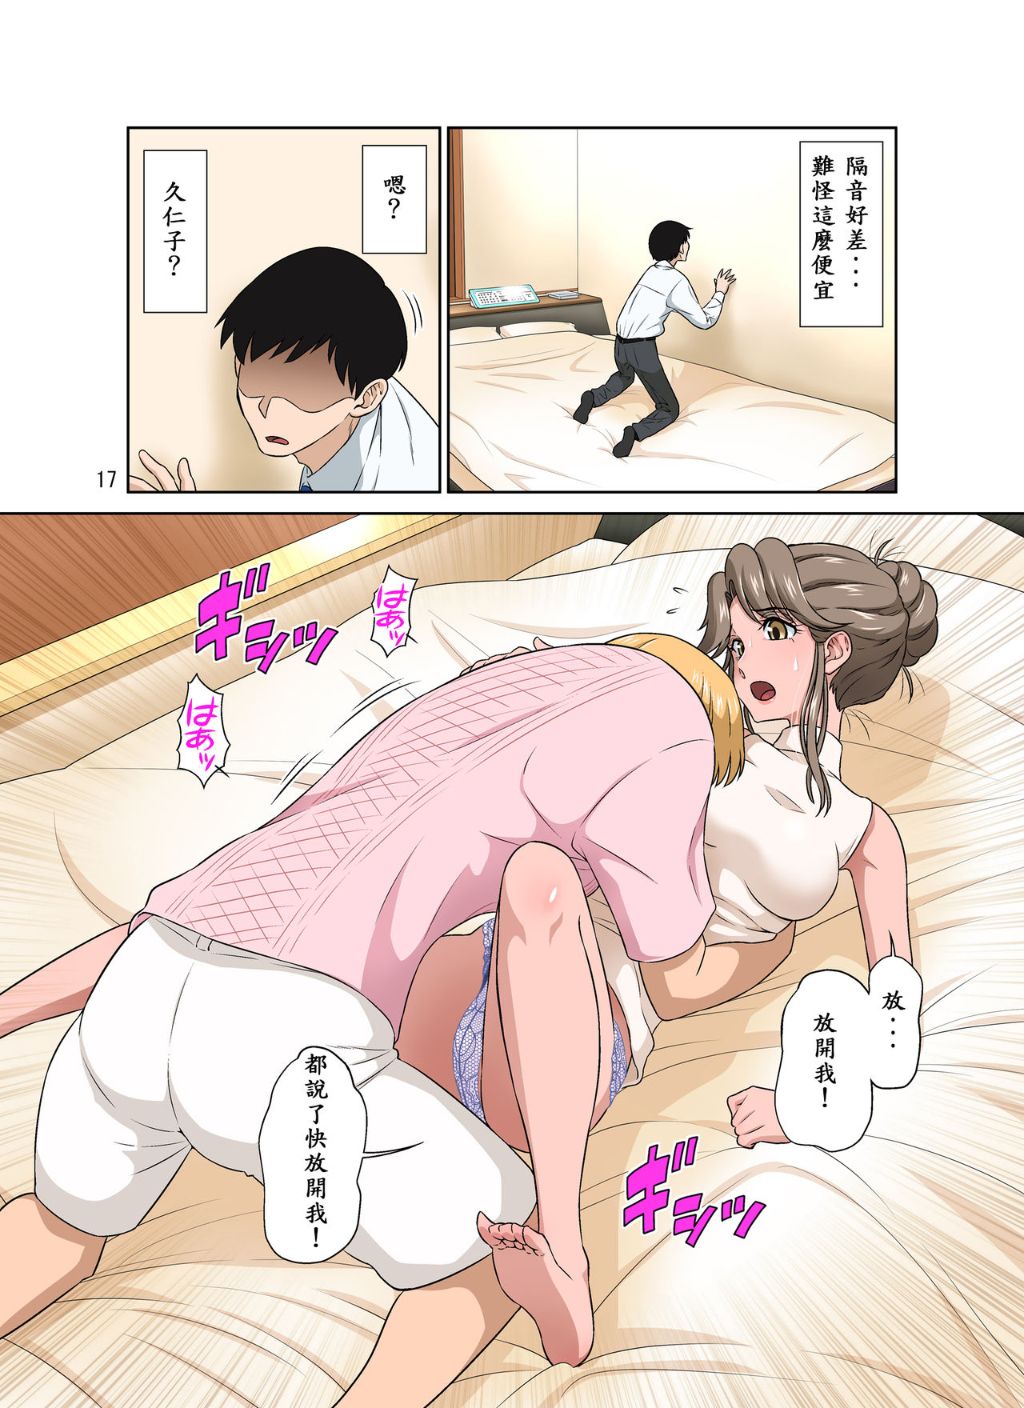 隔音好差...
難怪這麼便宜
嗯？
久仁子？
17
ギシッ
はあッ
はあッ
放...
放開我！
都說了快放開我！
ギシッ